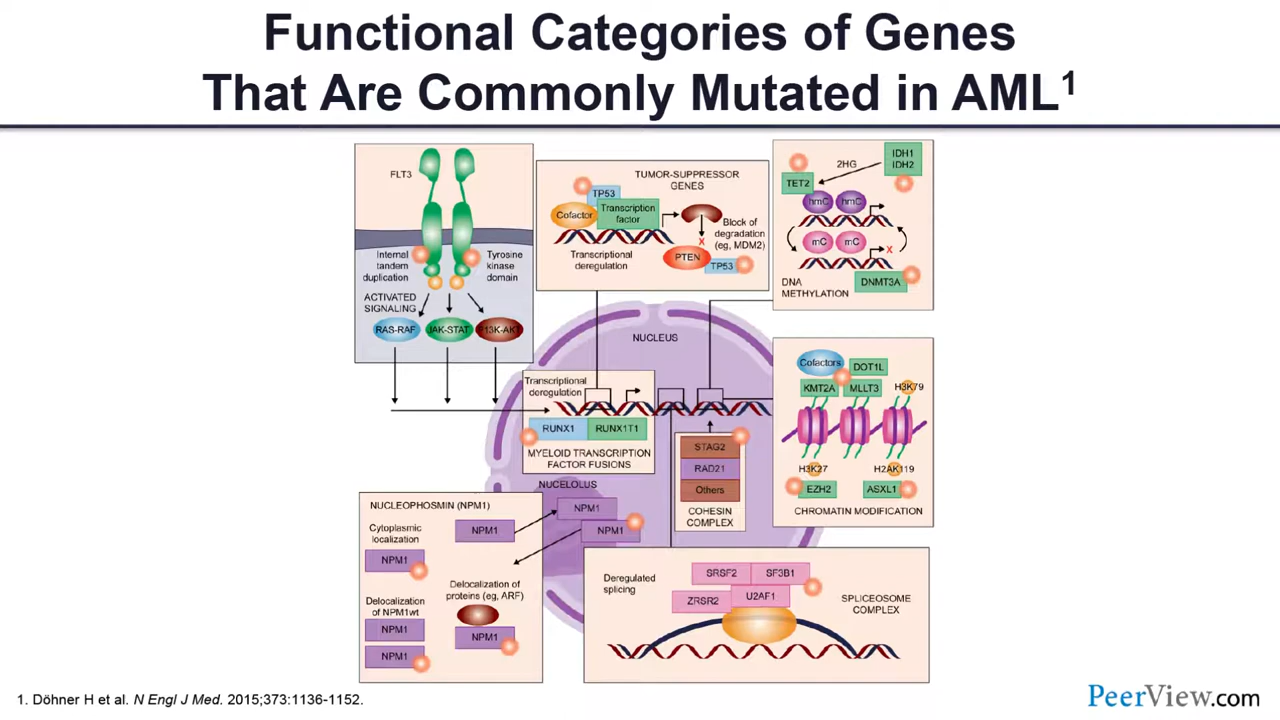 Functional Categories of Genes
That Are Commonly Mutated in AML1
FLT3
Internal
tandem
duplication
Tyrosine
kinase
domain
ACTIVATED
SIGNALING
RAS-RAF
JAK-STAT
P13K-AKT
TUMOR-SUPPRESSOR
GENES
TP53
Cofactor
Transcription
factor
Transcriptional
deregulation
Block of
degradation
(eg, MDM2)
X
PTEN
TP53
IDH1
IDH2
2HG
TET2
hmC
hmC
mC
mC
X
DNA
METHYLATION
DNMT3A
NUCLEUS
Transcriptional
deregulation
RUNX1
RUNX1T1
MYELOID TRANSCRIPTION
FACTOR FUSIONS
STAG2
RAD21
Others
COHESIN
COMPLEX
Cofactors
DOT1L
KMT2A
MLLT3
H3K79
H3K27
H2AK119
EZH2
ASXL1
CHROMATIN MODIFICATION
NUCELOLUS
NPM1
NPM1
NUCLEOPHOSMIN (NPM1)
Cytoplasmic
localization
NPM1
NPM1
Delocalization
of NPM1wt
NPM1
NPM1
Delocalization of
proteins (eg, ARF)
NPM1
Deregulated
splicing
SRSF2
SF3B1
ZRSR2
U2AF1
SPLICEOSOME
COMPLEX
1. Döhner H et al. N Engl J Med. 2015;373:1136-1152.
PeerView.com